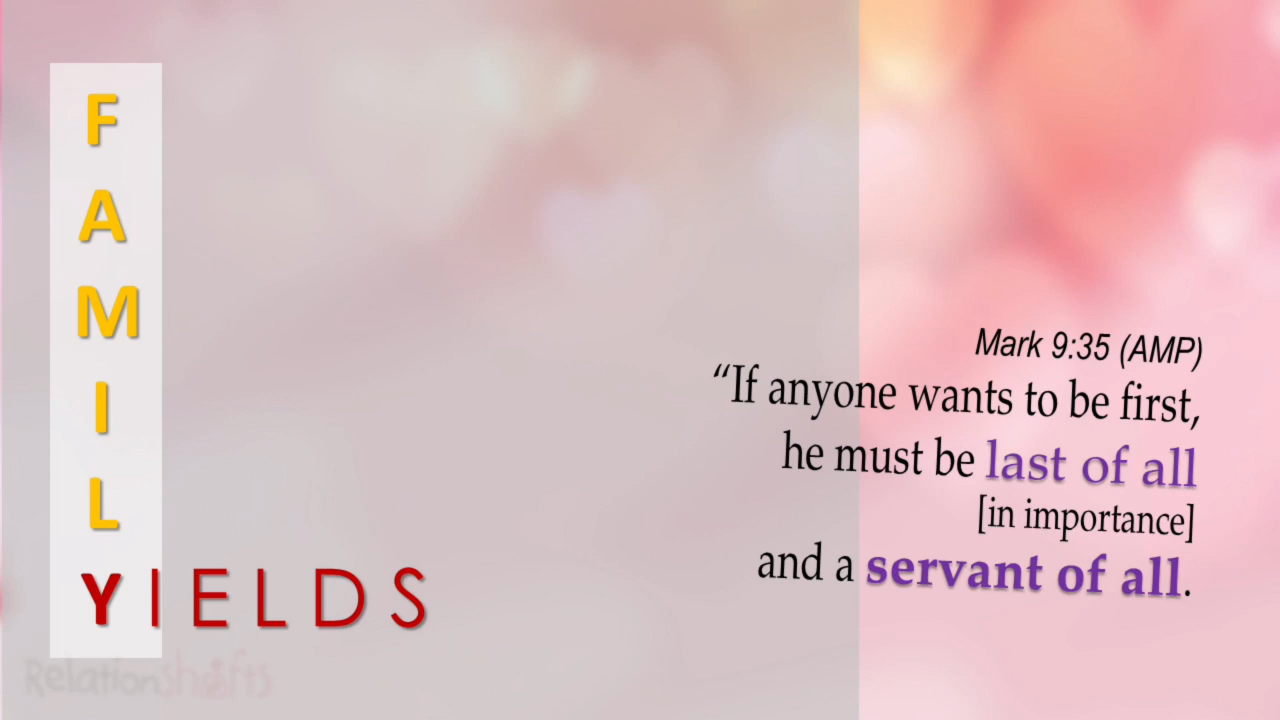 F
A
M
I
L
YIELDS
Mark 9:35 (AMP)
“If anyone wants to be first,
he must be last of all
[in importance]
and a servant of all.
RelationShifts